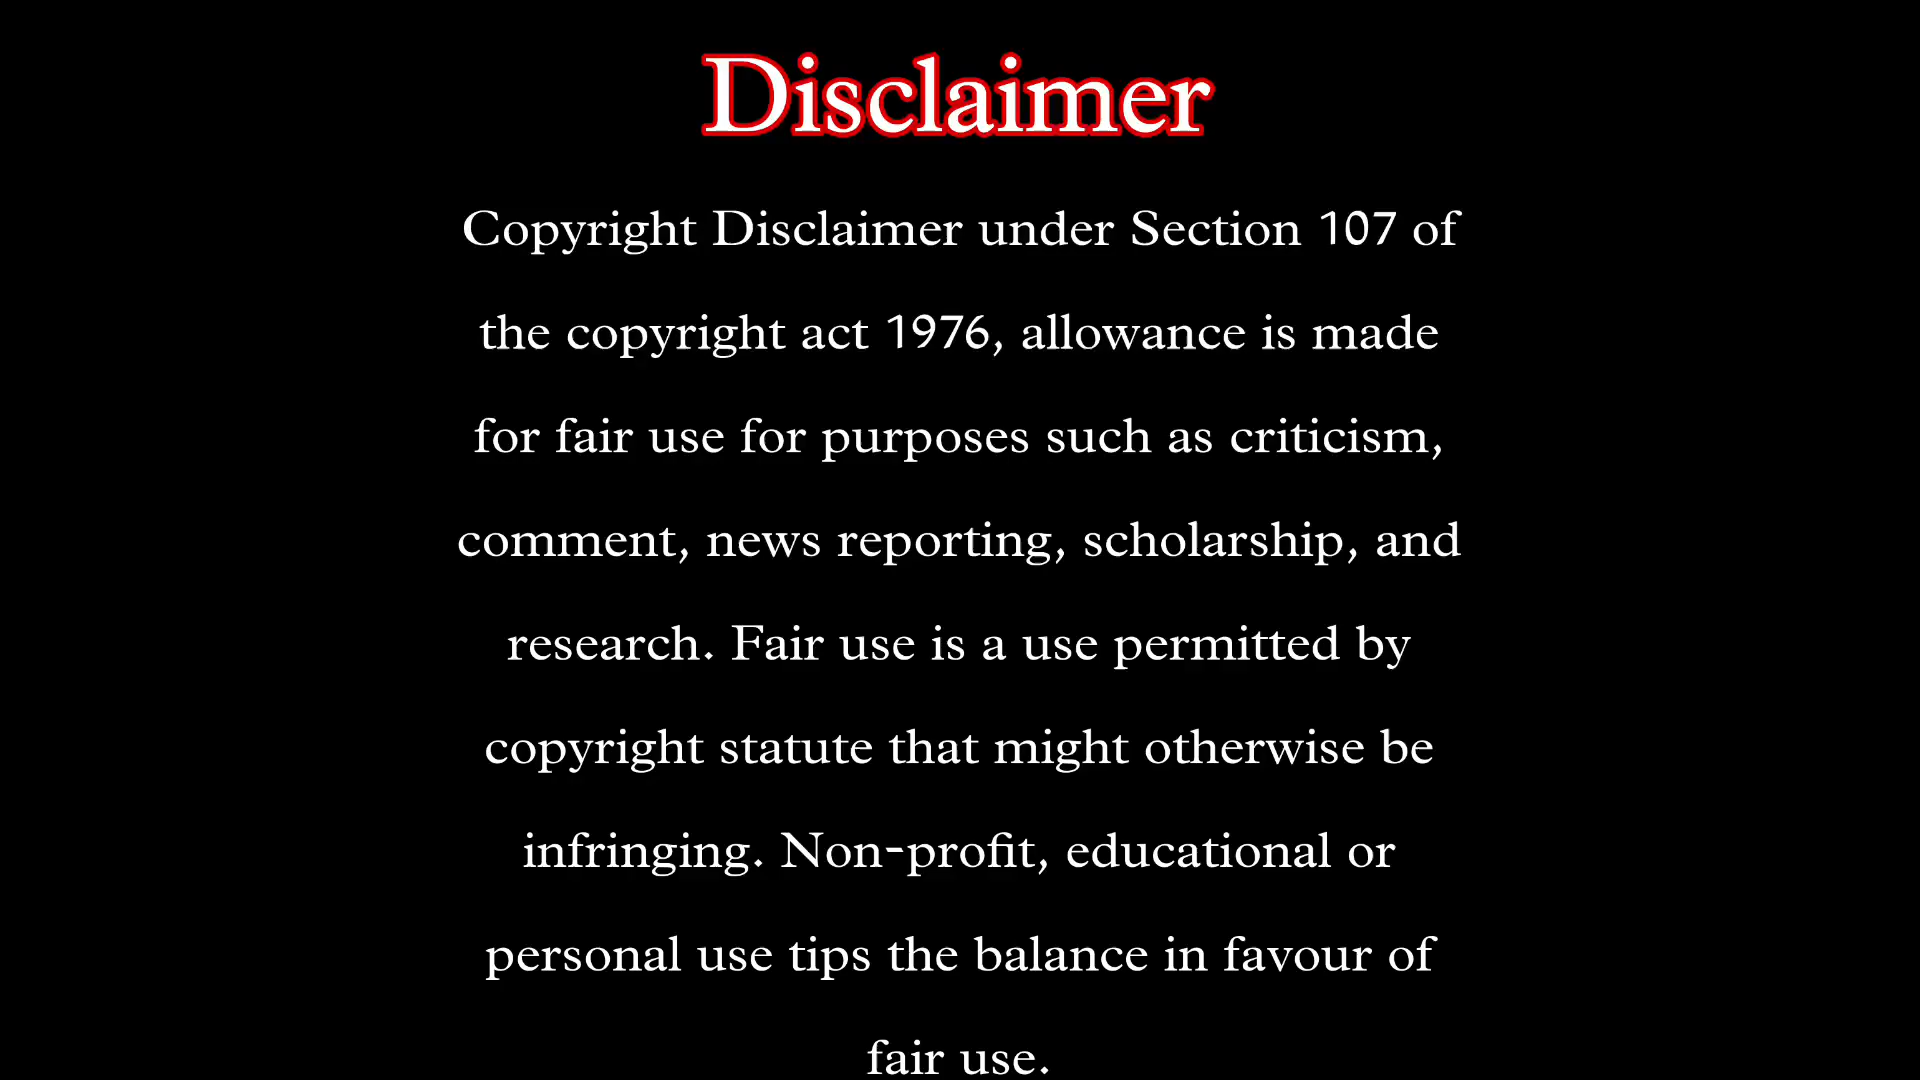 Disclaimer
Copyright Disclaimer under Section 107 of
the copyright act 1976, allowance is made
for fair use for purposes such as criticism,
comment, news reporting, scholarship, and
research. Fair use is a use permitted by
copyright statute that might otherwise be
infringing. Non-profit, educational or
personal use tips the balance in favour of
fair use.